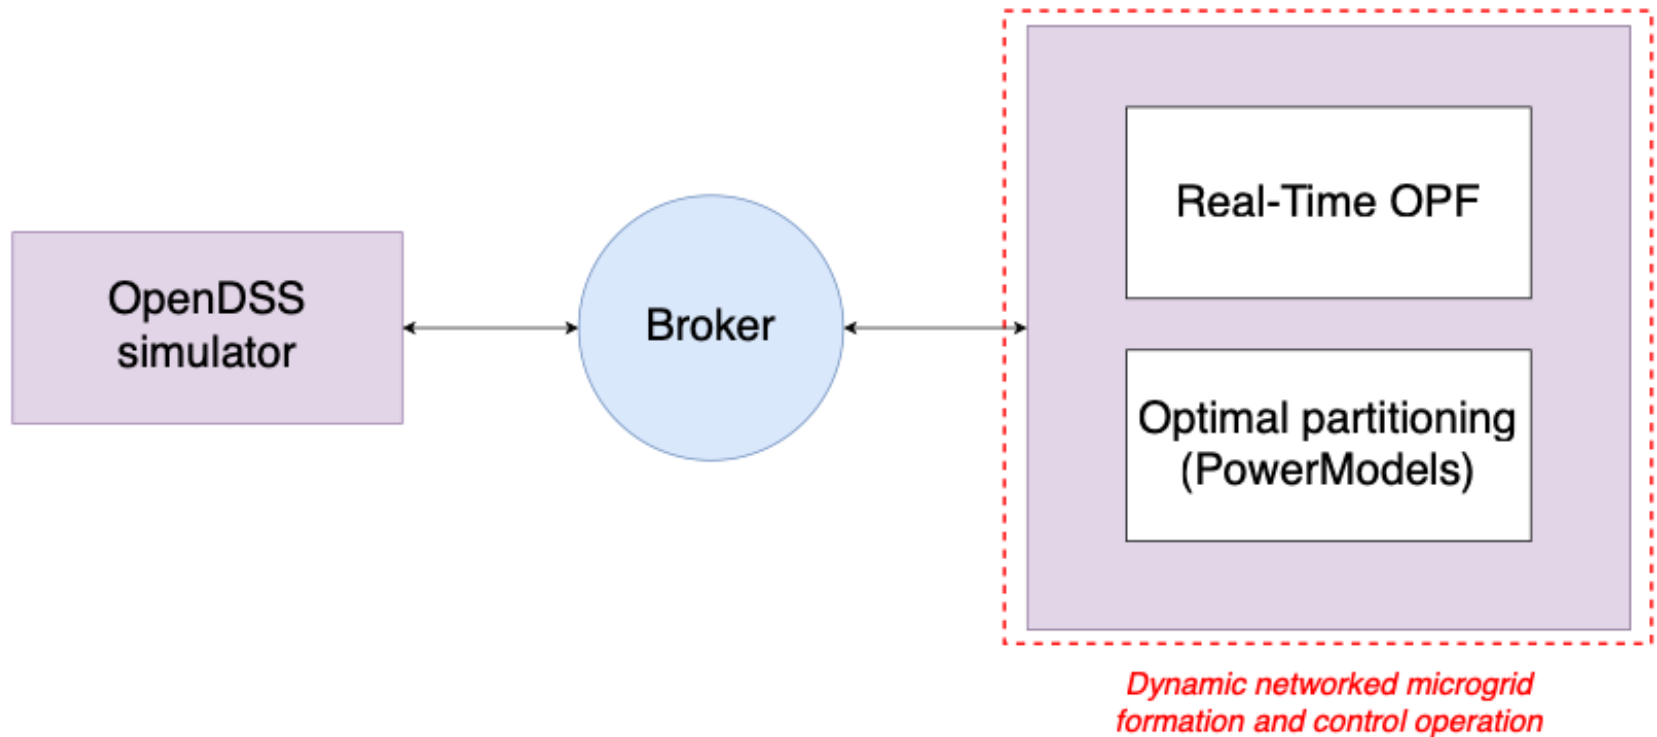 OpenDSS
simulator
Broker
Real-Time OPF
Optimal partitioning
(PowerModels)
Dynamic networked microgrid
formation and control operation